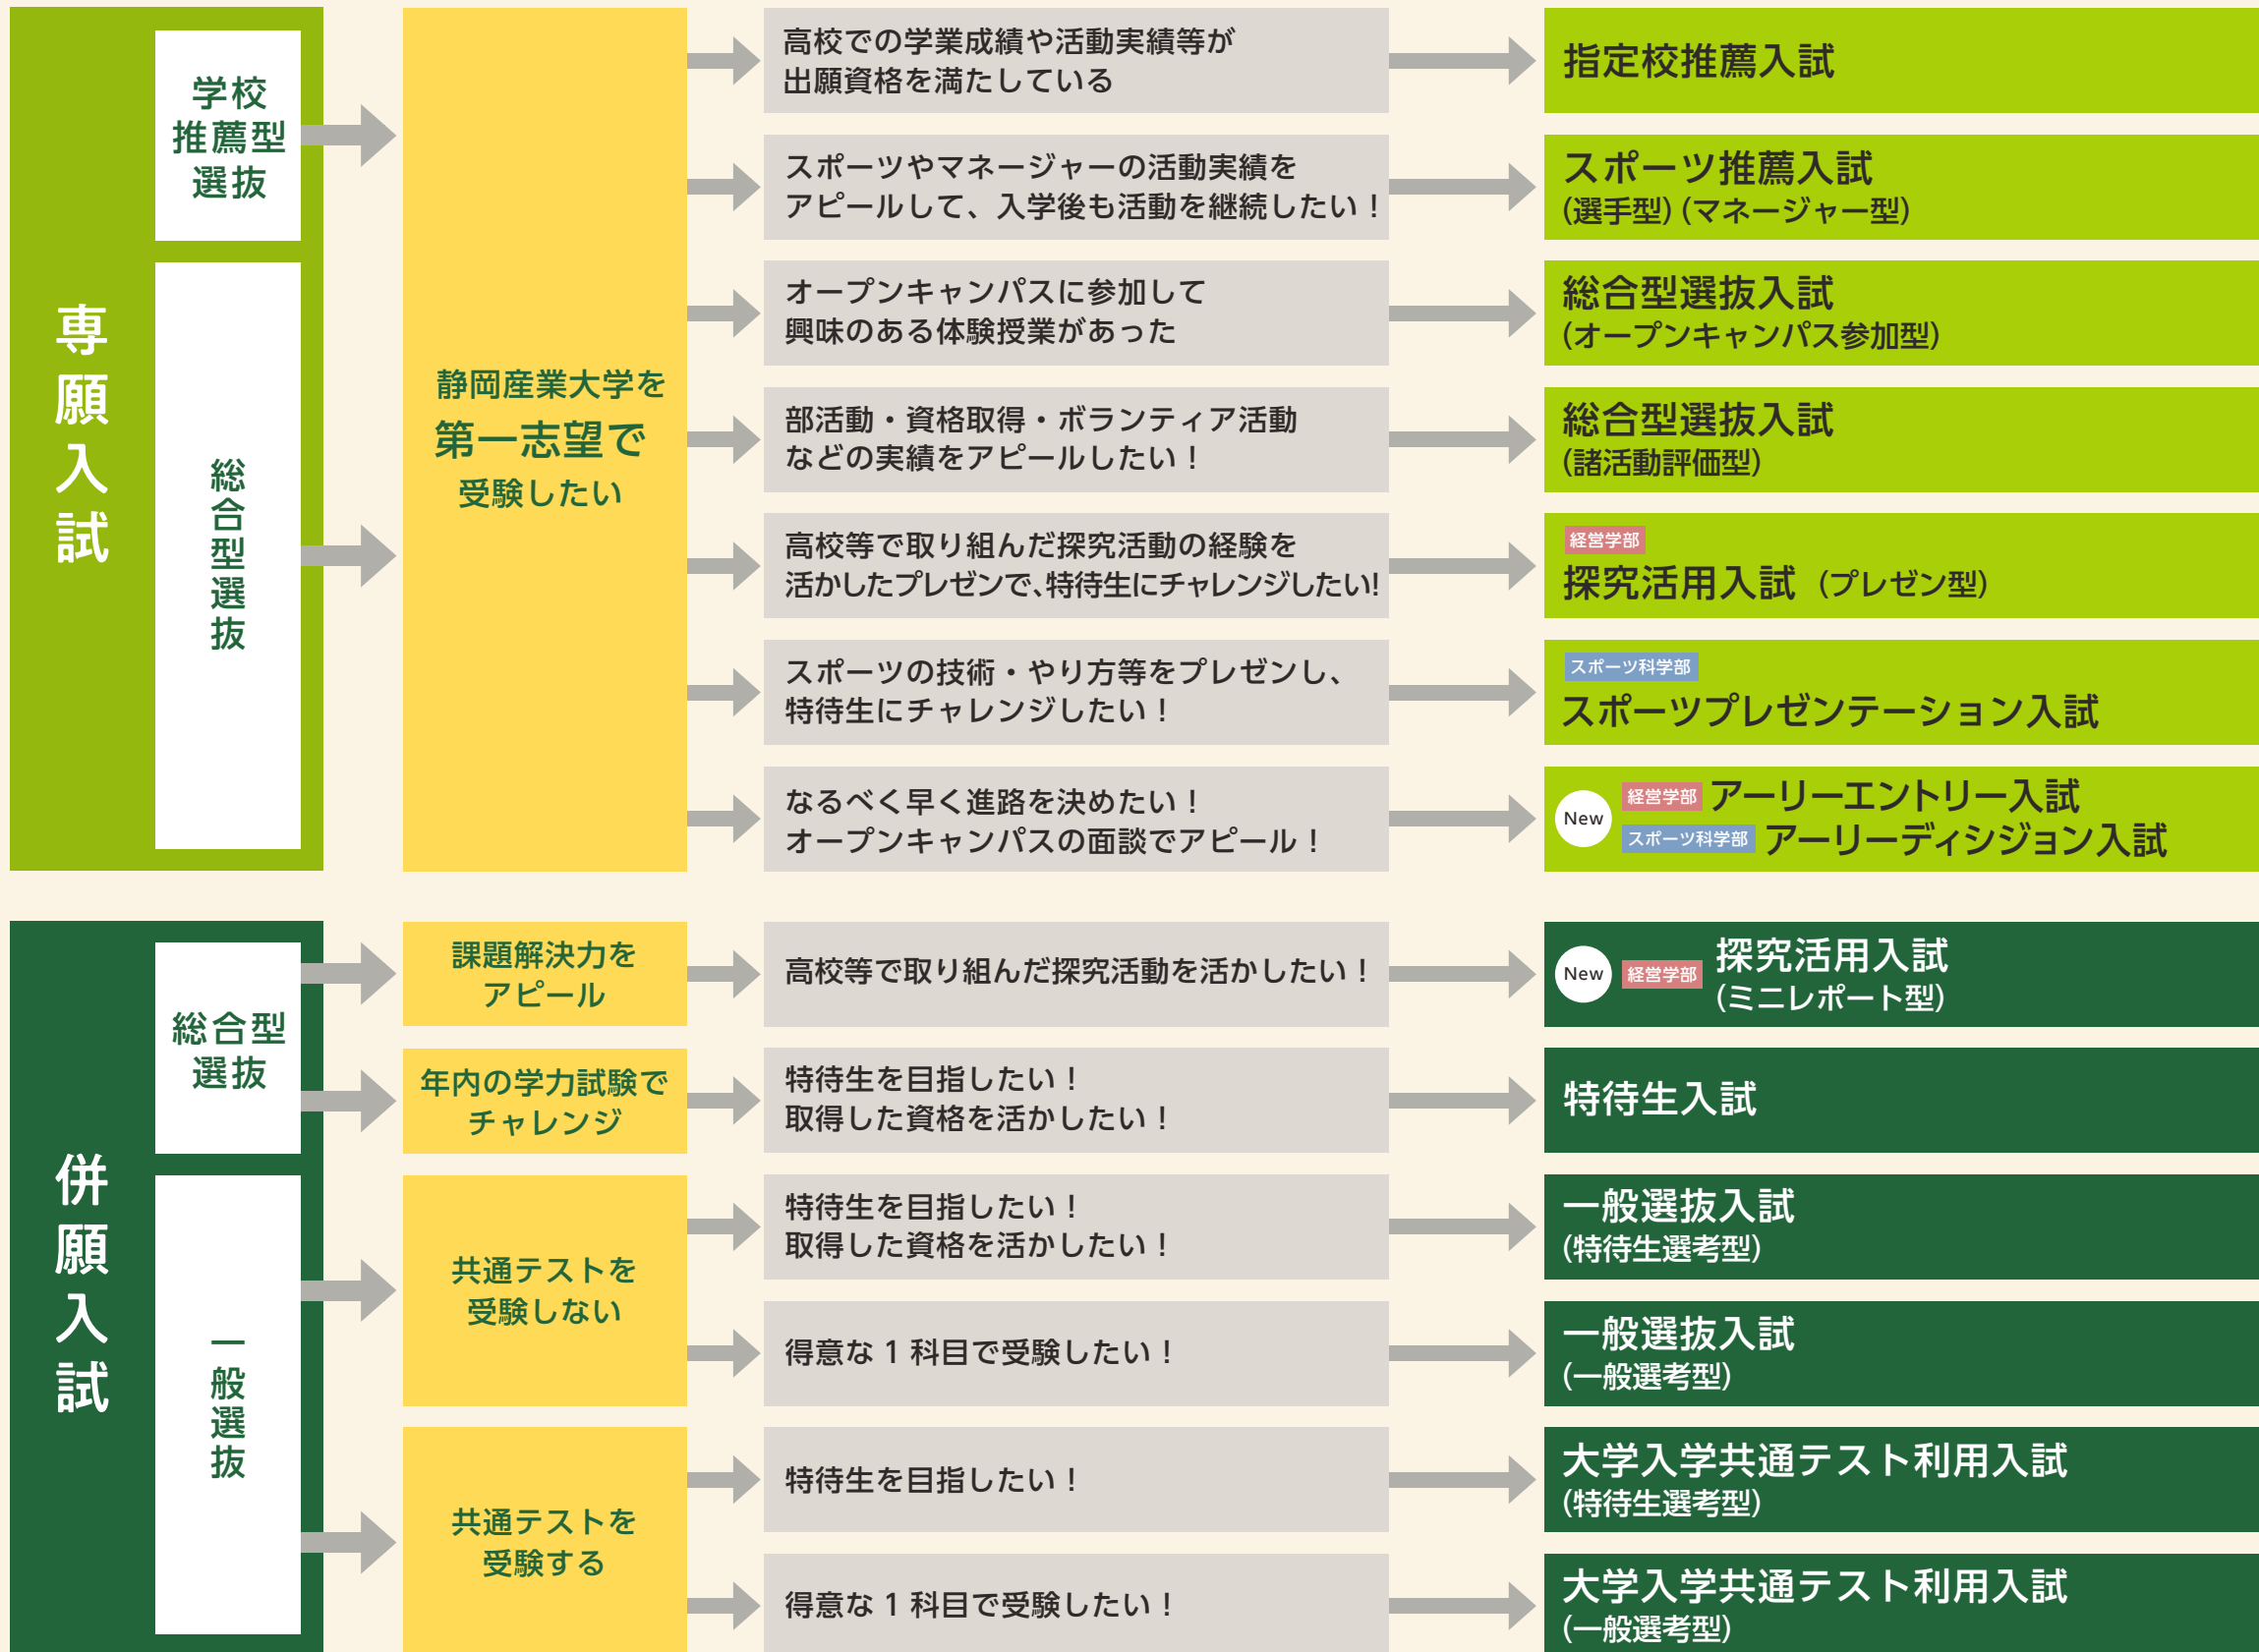 専願入試
学校
推薦型
選抜
総合型選抜
静岡産業大学を
第一志望で
受験したい
高校での学業成績や活動実績等が
出願資格を満たしている
指定校推薦入試
スポーツやマネージャーの活動実績を
アピールして、入学後も活動を継続したい！
スポーツ推薦入試
(選手型)(マネージャー型)
オープンキャンパスに参加して
興味のある体験授業があった
総合型選抜入試
(オープンキャンパス参加型)
部活動・資格取得・ボランティア活動
などの実績をアピールしたい！
総合型選抜入試
(諸活動評価型)
高校等で取り組んだ探究活動の経験を
活かしたプレゼンで、特待生にチャレンジしたい!
経営学部
探究活用入試 (プレゼン型)
スポーツの技術・やり方等をプレゼンし、
特待生にチャレンジしたい！
スポーツ科学部
スポーツプレゼンテーション入試
なるべく早く進路を決めたい！
オープンキャンパスの面談でアピール！
New
経営学部 アーリーエントリー入試
スポーツ科学部 アーリーディシジョン入試
併願入試
総合型
選抜
課題解決力を
アピール
高校等で取り組んだ探究活動を活かしたい！
New 経営学部 探究活用入試
(ミニレポート型)
年内の学力試験で
チャレンジ
特待生を目指したい！
取得した資格を活かしたい！
特待生入試
一般選抜
共通テストを
受験しない
特待生を目指したい！
取得した資格を活かしたい！
一般選抜入試
(特待生選考型)
得意な 1 科目で受験したい！
一般選抜入試
(一般選考型)
共通テストを
受験する
特待生を目指したい！
大学入学共通テスト利用入試
(特待生選考型)
得意な 1 科目で受験したい！
大学入学共通テスト利用入試
(一般選考型)